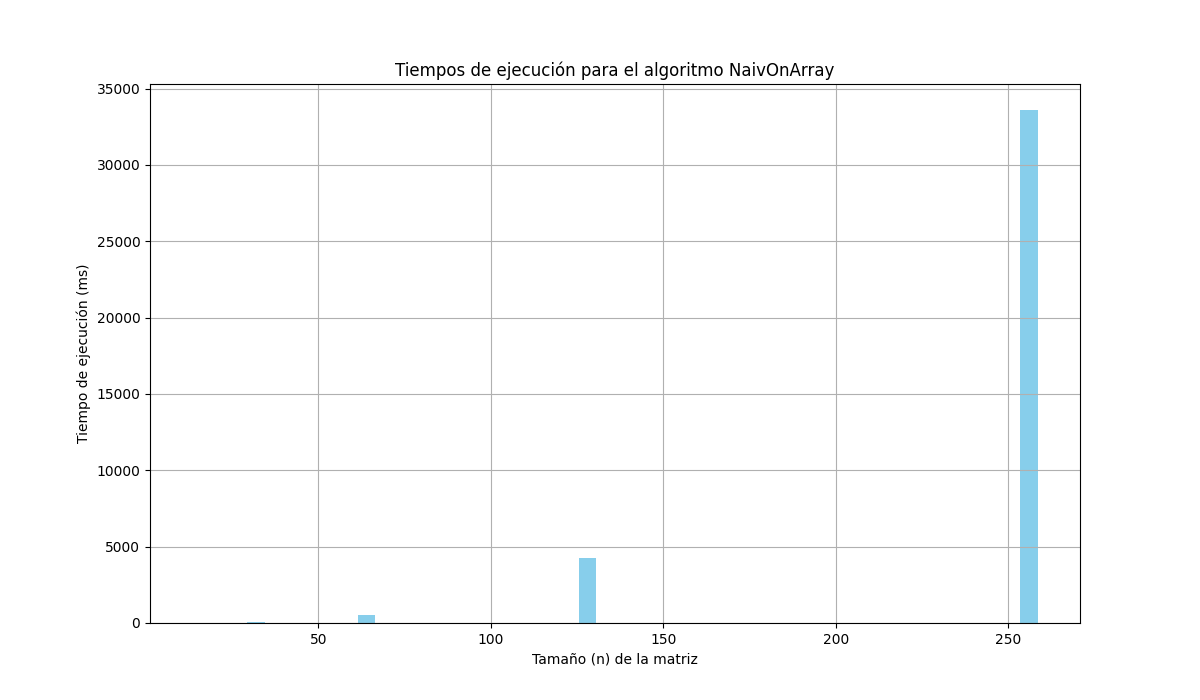 Tiempos de ejecución para el algoritmo NaivOnArray
35000
30000
25000
20000
15000
10000
5000
0
Tiempo de ejecución (ms)
50 100 150 200 250
Tamaño (n) de la matriz